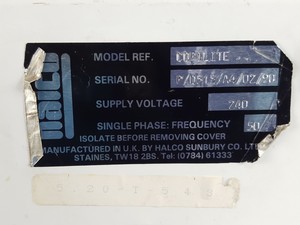 halco
MODEL REF.
SERIAL NO.
SUPPLY VOLTAGE 240
SINGLE PHASE: FREQUENCY 50
ISOLATE BEFORE REMOVING COVER
MANUFACTURED IN U.K. BY HALCO SUNBURY CO. LTD
STAINES, TW18 2BS. Tel: (0784) 61333